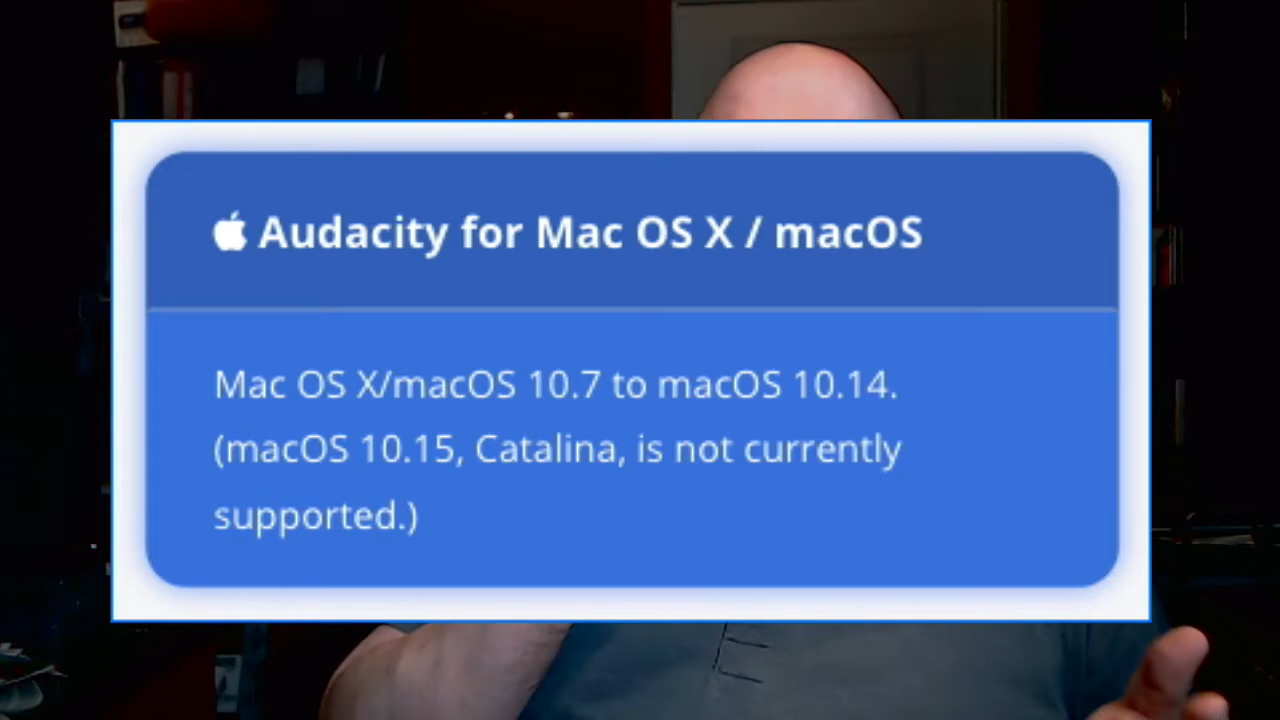 Audacity for Mac OS X / macOS
Mac OS X/macOS 10.7 to macOS 10.14.
(macOS 10.15, Catalina, is not currently
supported.)